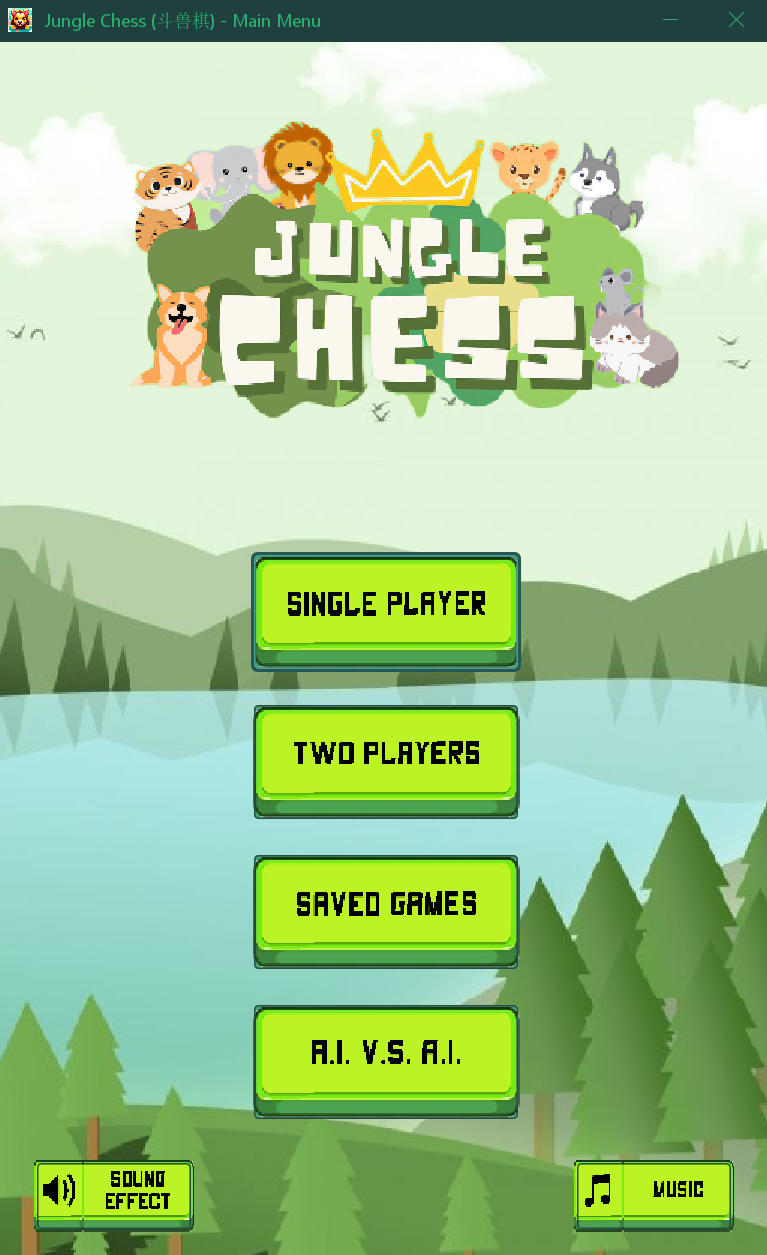 Jungle Chess (斗兽棋) - Main Menu
JUNGLE
CHESS
SINGLE PLAYER
TWO PLAYERS
SAVED GAMES
A.I. V.S. A.I.
SOUND
EFFECT
MUSIC